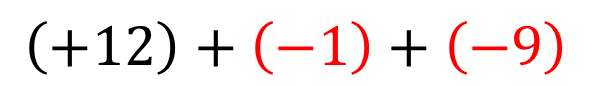 (+12) + (−1) + (−9)